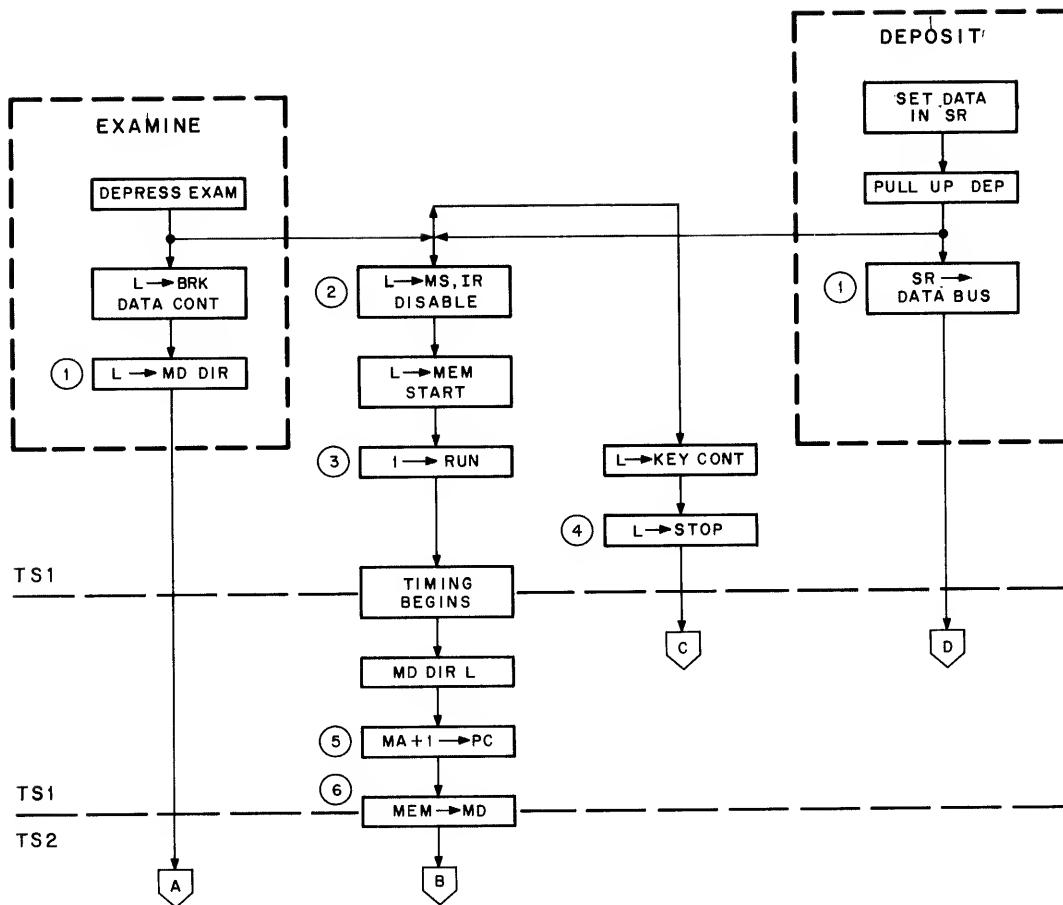 DEPOSIT
SET DATA
IN SR
PULL UP DEP
1
SR →
DATA BUS
EXAMINE
DEPRESS EXAM
L → BRK
DATA CONT
1
L → MD DIR
2
L → MS, IR
DISABLE
L → MEM
START
3
1 → RUN
L → KEY CONT
4
L → STOP
TS1
TIMING
BEGINS
C
D
MD DIR L
5
MA + 1 → PC
6
TS1
MEM → MD
TS2
A
B